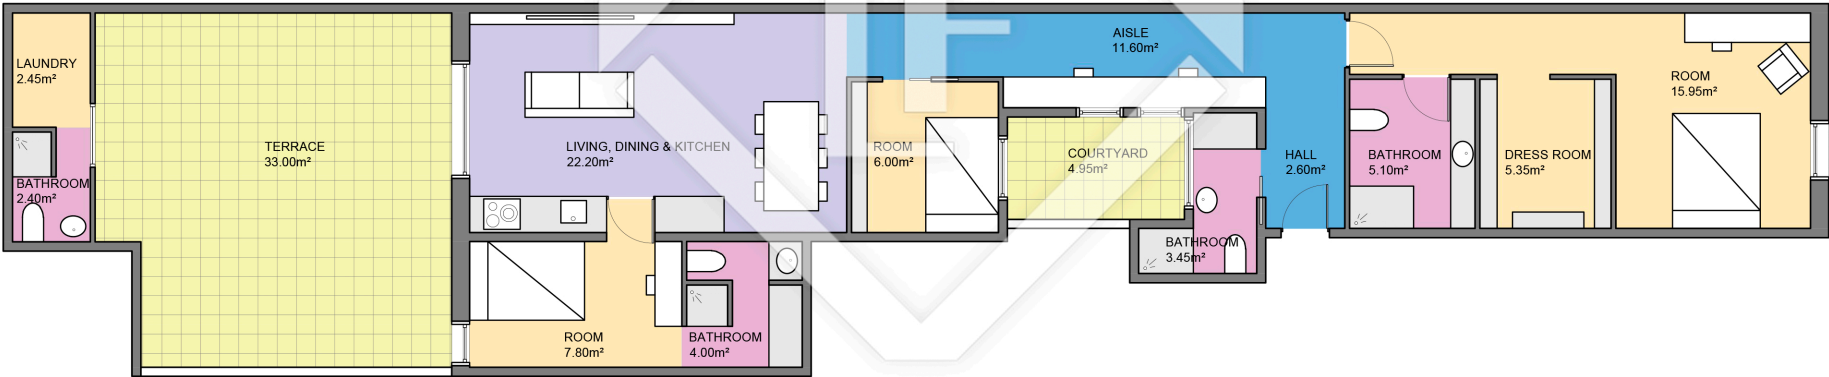 LAUNDRY
2.45m²
BATHROOM
2.40m²
TERRACE
33.00m²
LIVING, DINING & KITCHEN
22.20m²
ROOM
7.80m²
BATHROOM
4.00m²
ROOM
6.00m²
AISLE
11.60m²
COURTYARD
4.95m²
BATHROOM
3.45m²
HALL
2.60m²
BATHROOM
5.10m²
DRESS ROOM
5.35m²
ROOM
15.95m²